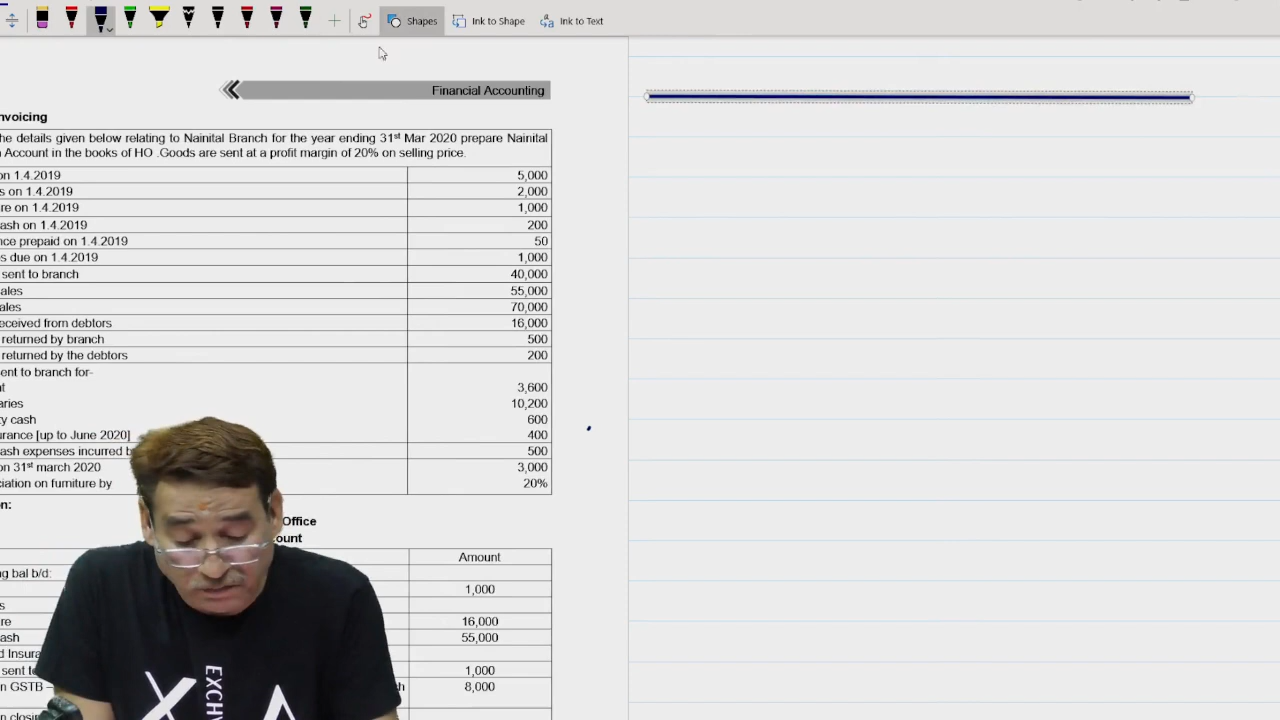 Shapes Ink to Shape Ink to Text
Financial Accounting
nvoicing
he details given below relating to Nainital Branch for the year ending 31st Mar 2020 prepare Nainital
Account in the books of HO .Goods are sent at a profit margin of 20% on selling price.
on 1.4.2019 5,000
s on 1.4.2019 2,000
re on 1.4.2019 1,000
ash on 1.4.2019 200
nce prepaid on 1.4.2019 50
s due on 1.4.2019 1,000
sent to branch 40,000
ales 55,000
ales 70,000
eceived from debtors 16,000
returned by branch 500
returned by the debtors 200
ent to branch for-
t 3,600
aries 10,200
ty cash 600
urance [up to June 2020] 400
ash expenses incurred b 500
on 31st march 2020 3,000
ciation on furniture by 20%
on:
Office
ount
Amount
ng bal b/d:
1,000
s
re 16,000
ash 55,000
d Insura
sent to 1,000
n GSTB – h 8,000
n closin
EXCH